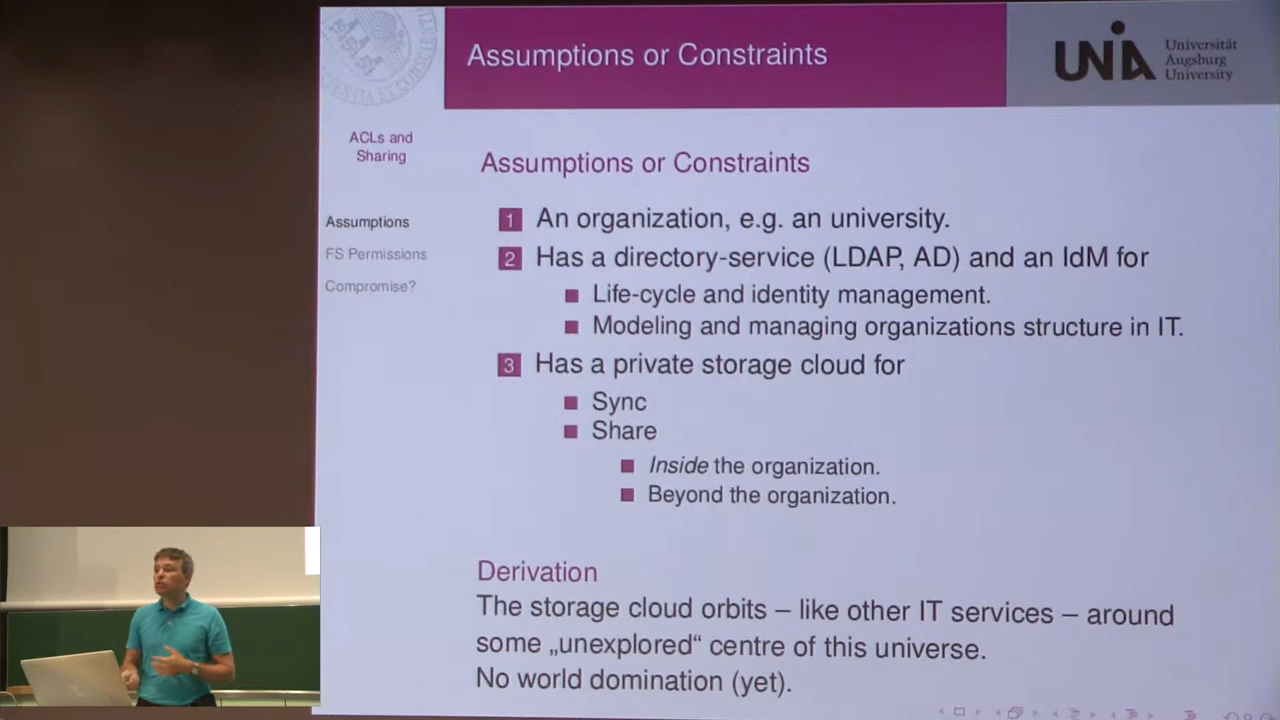 Assumptions or Constraints
UNIA
Universität
Augsburg
University
ACLs and
Sharing
Assumptions
FS Permissions
Compromise?
Assumptions or Constraints
1 An organization, e.g. an university.
2 Has a directory-service (LDAP, AD) and an IdM for
Life-cycle and identity management.
Modeling and managing organizations structure in IT.
3 Has a private storage cloud for
Sync
Share
Inside the organization.
Beyond the organization.
Derivation
The storage cloud orbits – like other IT services – around
some „unexplored“ centre of this universe.
No world domination (yet).